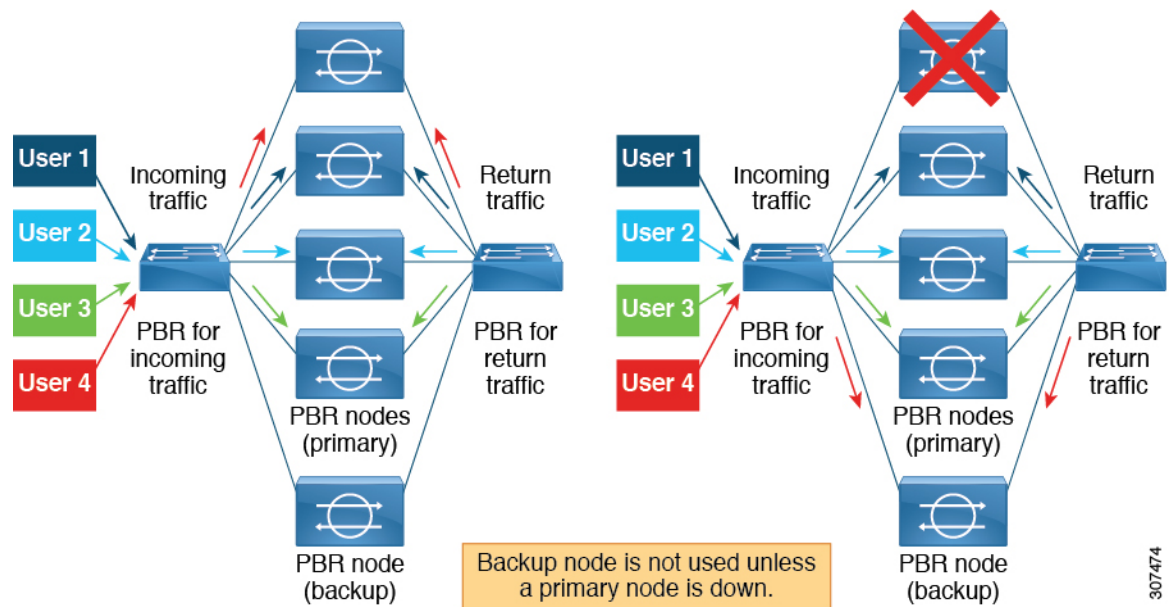 User 1
User 2
User 3
User 4
Incoming
traffic
Return
traffic
PBR for
incoming
traffic
PBR for
return
traffic
PBR nodes
(primary)
PBR node
(backup)
User 1
User 2
User 3
User 4
Incoming
traffic
Return
traffic
PBR for
incoming
traffic
PBR for
return
traffic
PBR nodes
(primary)
PBR node
(backup)
Backup node is not used unless
a primary node is down.
307474